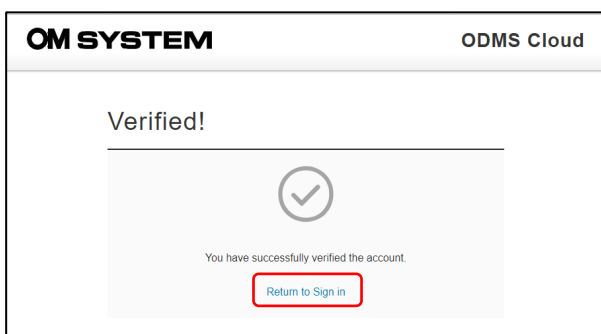 OM SYSTEM
ODMS Cloud
Verified!
You have successfully verified the account.
Return to Sign in